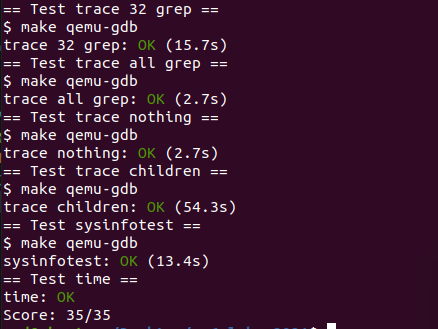 == Test trace 32 grep ==
$ make qemu-gdb
trace 32 grep: OK (15.7s)
== Test trace all grep ==
$ make qemu-gdb
trace all grep: OK (2.7s)
== Test trace nothing ==
$ make qemu-gdb
trace nothing: OK (2.7s)
== Test trace children ==
$ make qemu-gdb
trace children: OK (54.3s)
== Test sysinfotest ==
$ make qemu-gdb
sysinfotest: OK (13.4s)
== Test time ==
time: OK
Score: 35/35